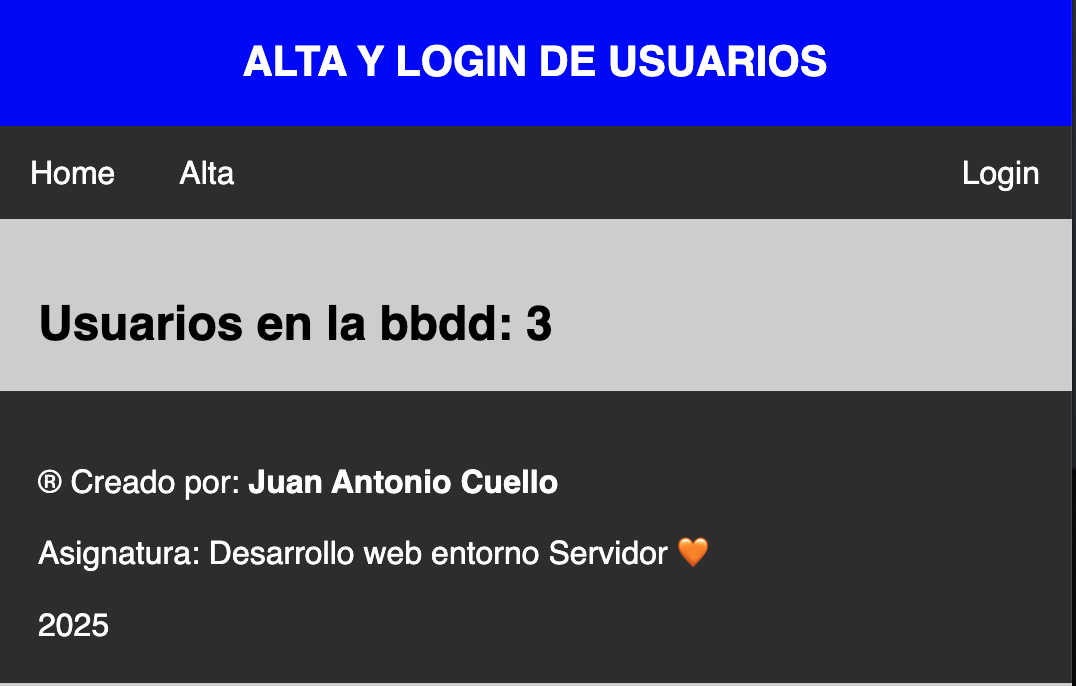 ALTA Y LOGIN DE USUARIOS
Home Alta Login
Usuarios en la bbdd: 3
® Creado por: Juan Antonio Cuello
Asignatura: Desarrollo web entorno Servidor 🧡
2025